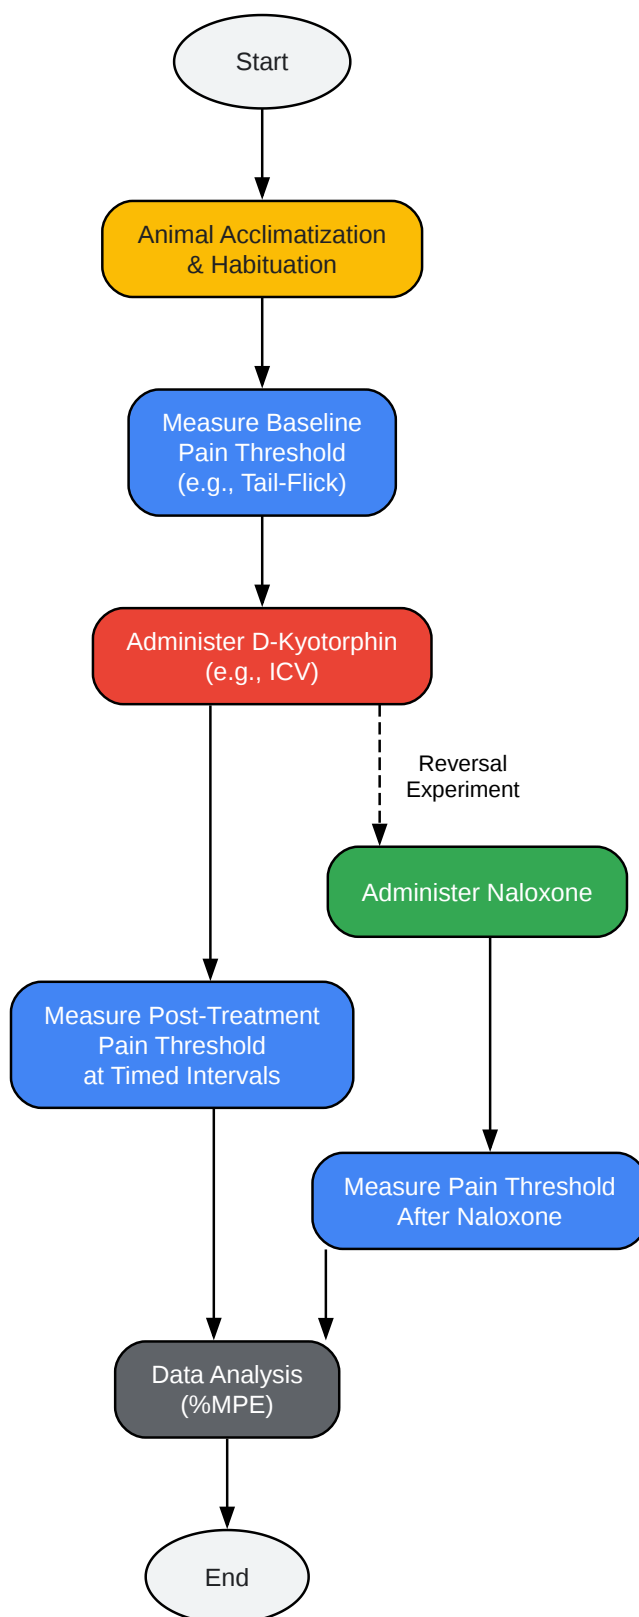 Start
Animal Acclimatization
& Habituation
Measure Baseline
Pain Threshold
(e.g., Tail-Flick)
Administer D-Kyotorphin
(e.g., ICV)
Reversal
Experiment
Administer Naloxone
Measure Post-Treatment
Pain Threshold
at Timed Intervals
Measure Pain Threshold
After Naloxone
Data Analysis
(%MPE)
End